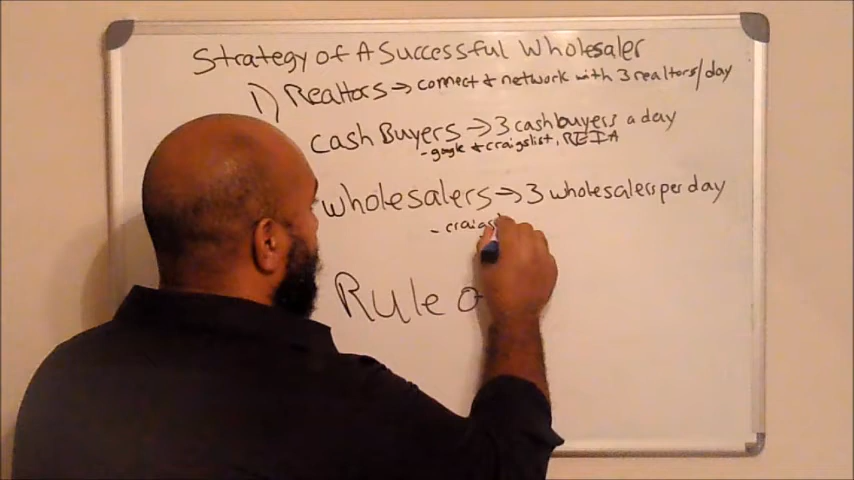 Strategy of A Successful Wholesaler
1) Realtors → connect & network with 3 realtors/day
Cash Buyers → 3 cash buyers a day
- google & craigslist, REIA
wholesalers → 3 wholesalers per day
- craigs
Rule o